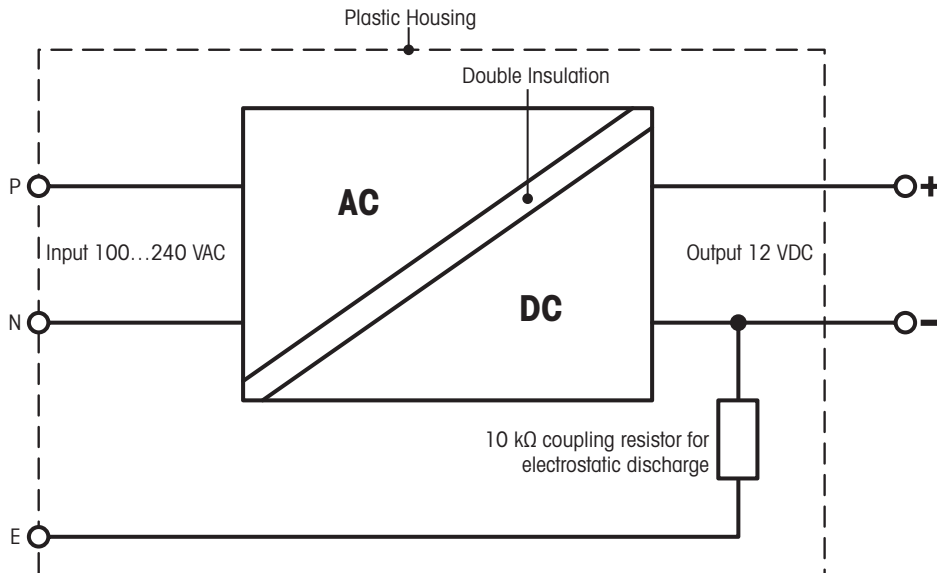 Plastic Housing
Double Insulation
P
AC
+
Input 100...240 VAC
Output 12 VDC
N
DC
–
10 kΩ coupling resistor for
electrostatic discharge
E